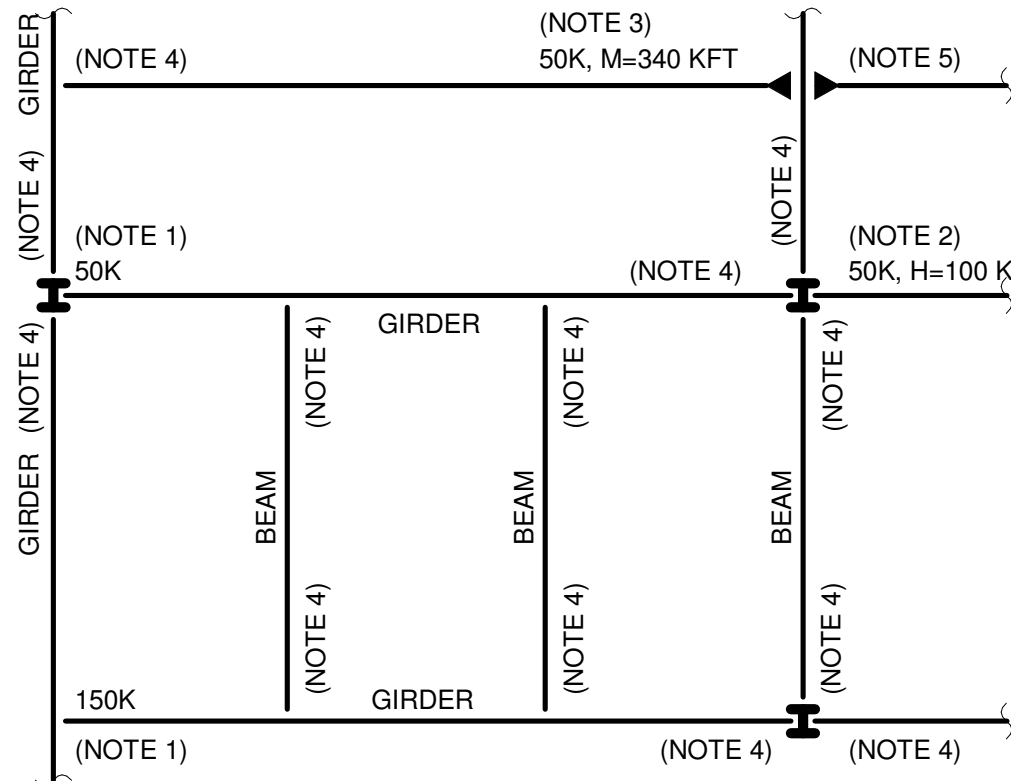 GIRDER
(NOTE 4)
(NOTE 3)
50K, M=340 KFT
(NOTE 5)
(NOTE 4)
(NOTE 4)
(NOTE 1)
50K
(NOTE 4)
(NOTE 2)
50K, H=100 K
GIRDER
(NOTE 4)
(NOTE 4)
(NOTE 4)
(NOTE 4)
GIRDER
BEAM
BEAM
BEAM
(NOTE 4)
(NOTE 4)
(NOTE 4)
150K
GIRDER
(NOTE 1)
(NOTE 4)
(NOTE 4)